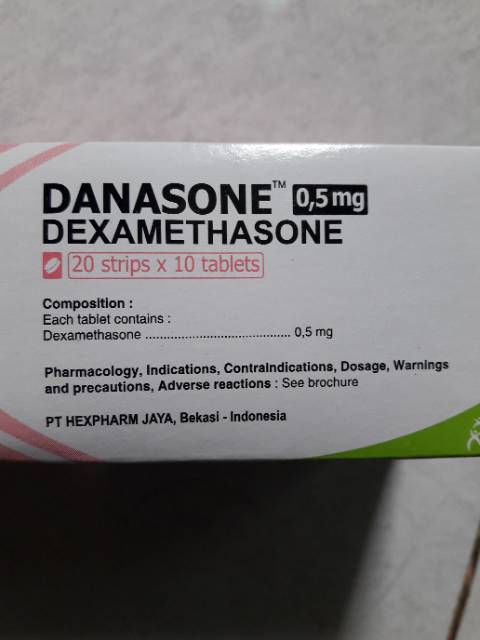 DANASONE™ 0,5 mg
DEXAMETHASONE
20 strips x 10 tablets
Composition :
Each tablet contains :
Dexamethasone .......................................... 0,5 mg
Pharmacology, Indications, ContraIndications, Dosage, Warnings
and precautions, Adverse reactions : See brochure
PT HEXPHARM JAYA, Bekasi - Indonesia